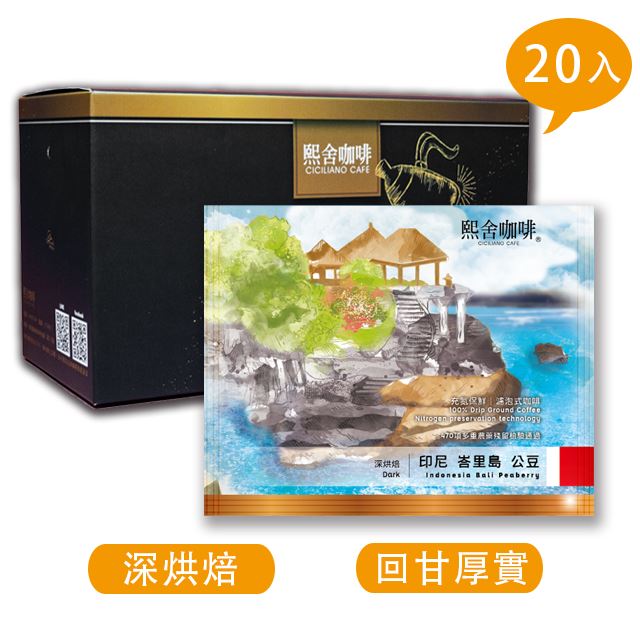 20入
熙舍咖啡
CICILIANO CAFE
熙舍咖啡®
CICILIANO CAFE
充氮保鮮｜濾泡式咖啡
100% Drip Ground Coffee
Nitrogen preservation technology
470項多重農藥殘留檢驗通過
深烘焙
Dark
印尼 峇里島 公豆
Indonesia Bali Peaberry
深烘焙
回甘厚實